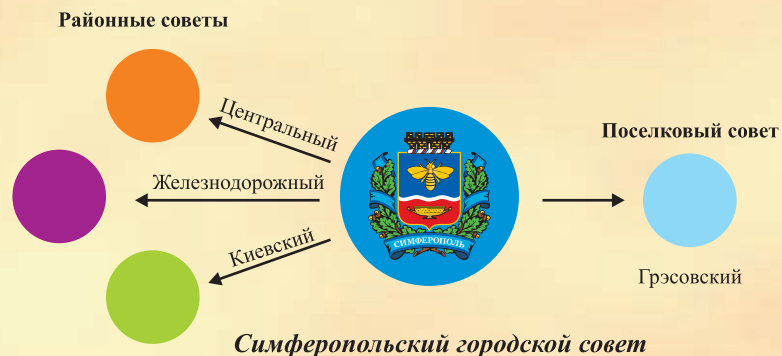 Районные советы
Центральный
Поселковый совет
Железнодорожный
Киевский
СИМФЕРОПОЛЬ
Грэсовский
Симферопольский городской совет